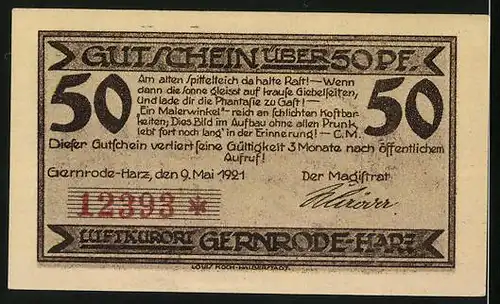 GUTSCHEIN ÜBER 50 PF.
50
Am alten Spittelteich da halte Rast! — Wenn
dann die Sonne gleisst auf krause Giebelseiten,
Und lade dir die Phantasie zu Gast! —
"Ein Malerwinkel" - reich an schlichten Kostbar-
keiten; Dies Bild im Aufbau ohne allen Prunk
lebt fort noch lang' in der Erinnerung! — C.M.
50
Dieser Gutschein verliert seine Gültigkeit 3 Monate nach öffentlichem
Aufruf!
Gernrode-Harz, den 9. Mai 1921
Der Magistrat
12393 *
LUFTKURORT GERNRODE-HARZ
LOUIS KOCH-HALBERSTADT.